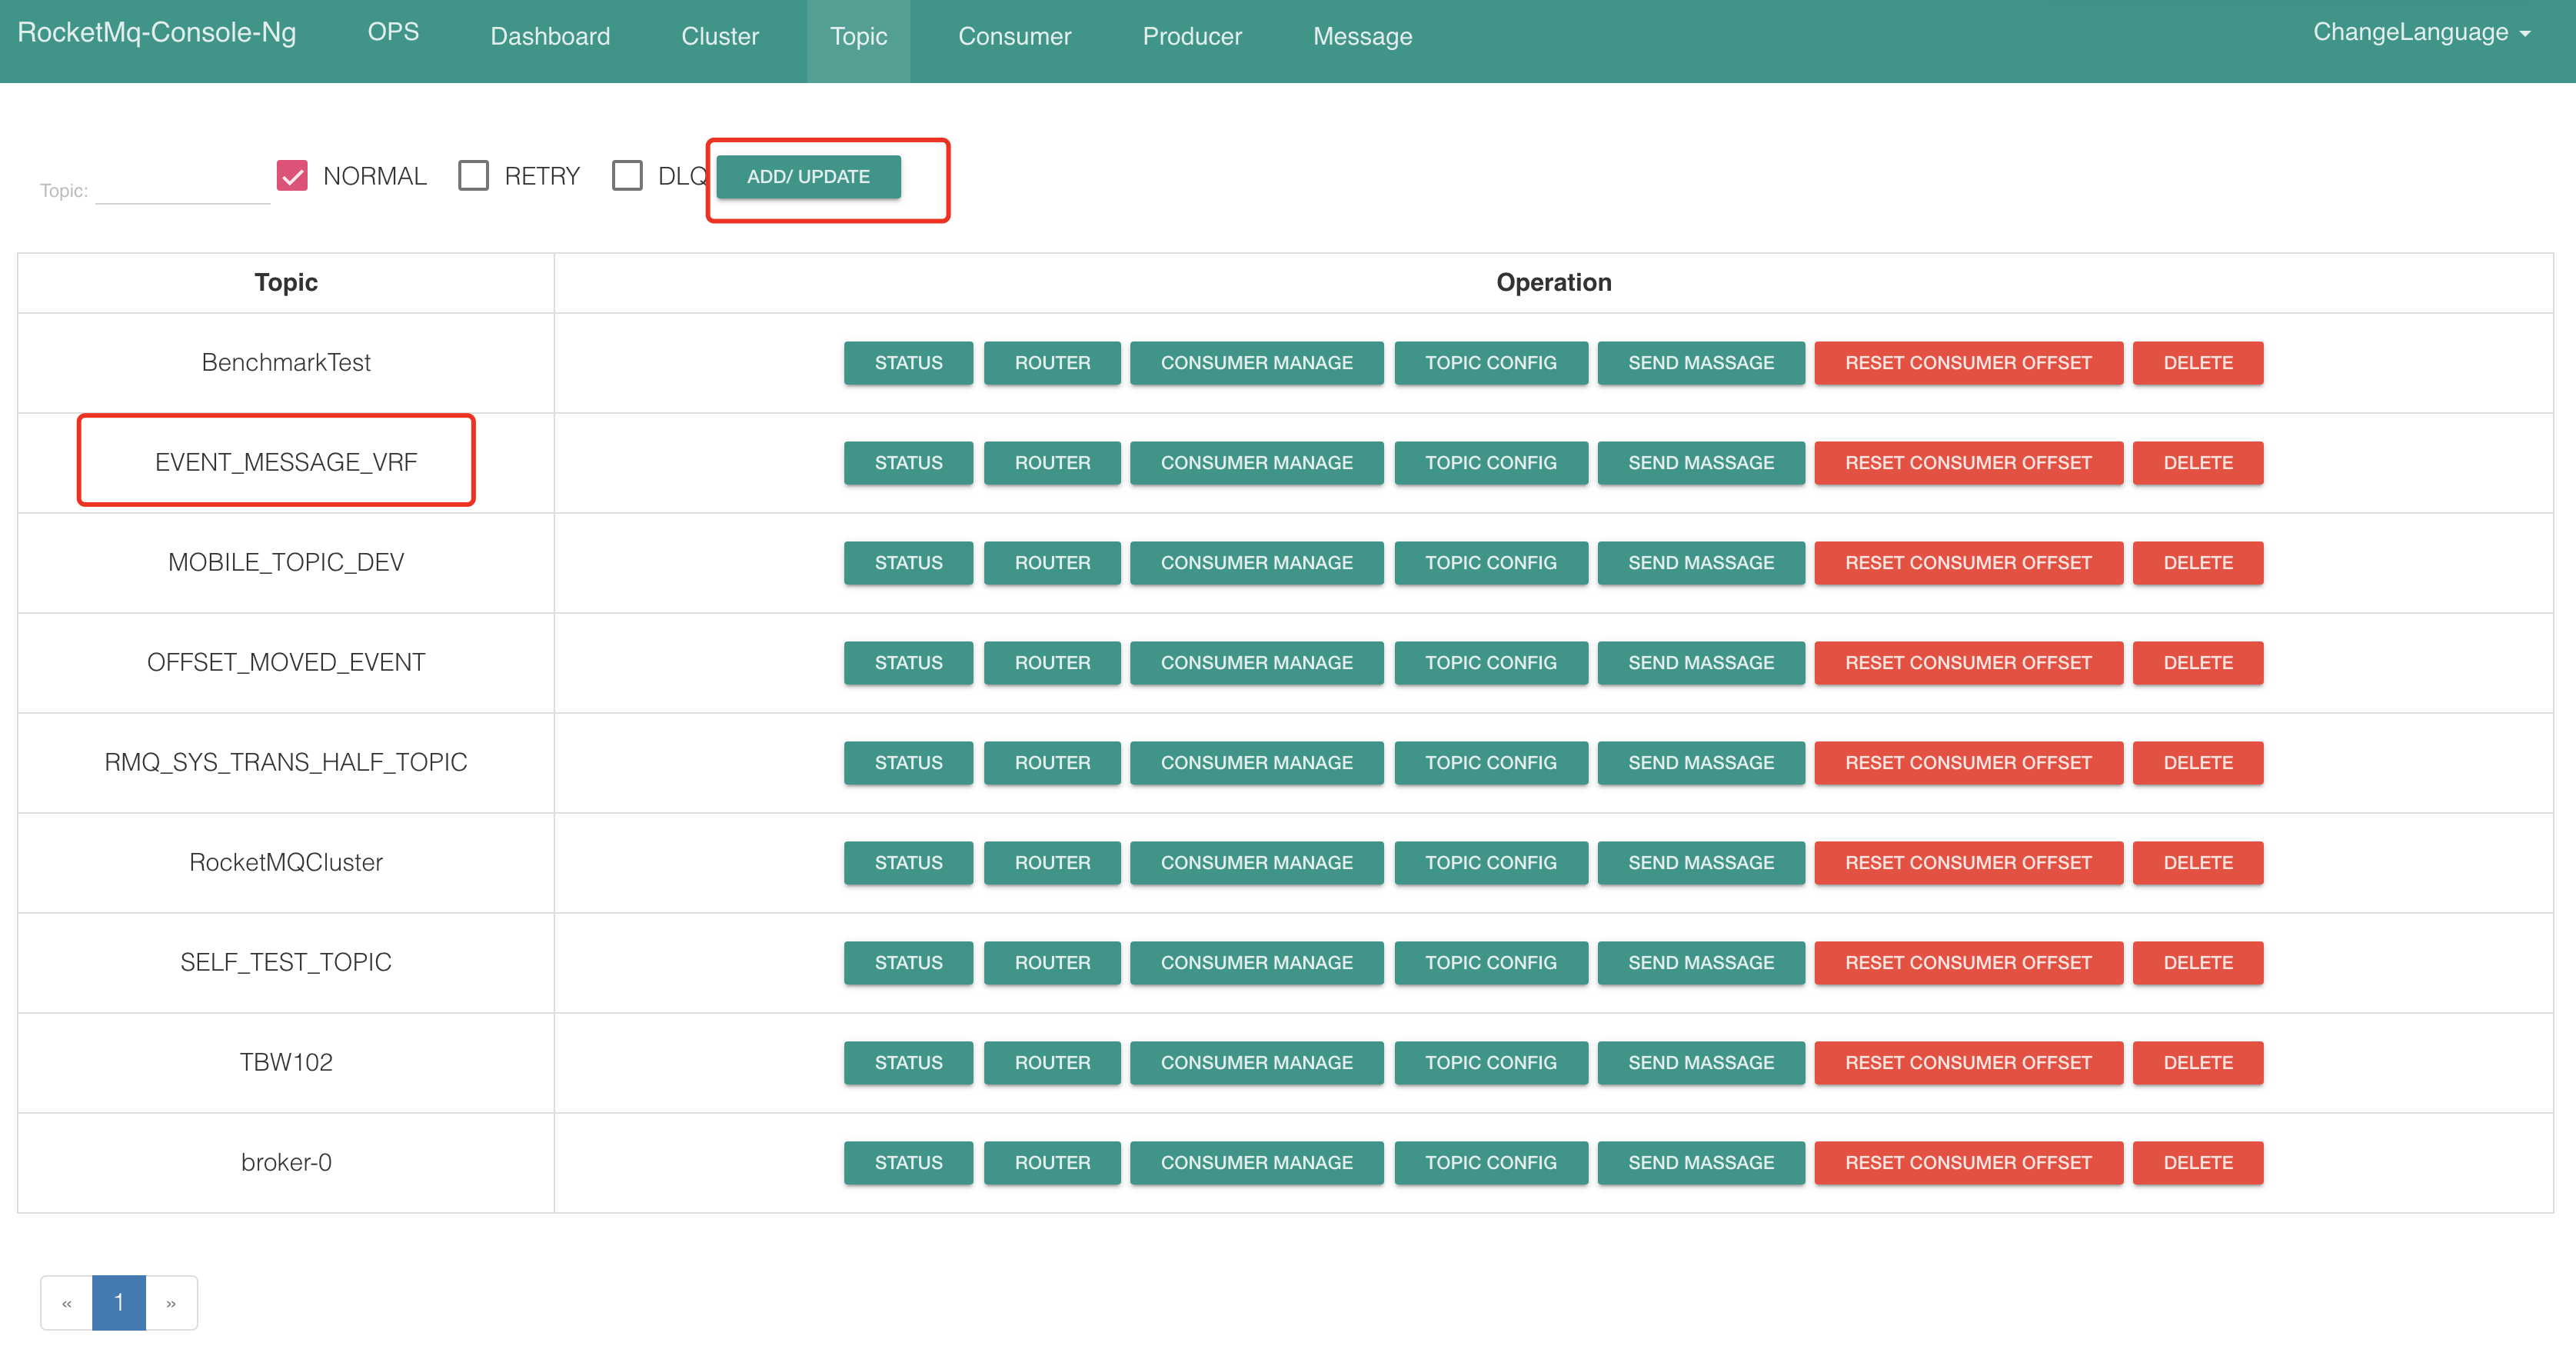 RocketMq-Console-Ng OPS Dashboard Cluster Topic Consumer Producer Message ChangeLanguage
Topic: NORMAL RETRY DLQ ADD/ UPDATE
Topic Operation
BenchmarkTest STATUS ROUTER CONSUMER MANAGE TOPIC CONFIG SEND MASSAGE RESET CONSUMER OFFSET DELETE
EVENT_MESSAGE_VRF STATUS ROUTER CONSUMER MANAGE TOPIC CONFIG SEND MASSAGE RESET CONSUMER OFFSET DELETE
MOBILE_TOPIC_DEV STATUS ROUTER CONSUMER MANAGE TOPIC CONFIG SEND MASSAGE RESET CONSUMER OFFSET DELETE
OFFSET_MOVED_EVENT STATUS ROUTER CONSUMER MANAGE TOPIC CONFIG SEND MASSAGE RESET CONSUMER OFFSET DELETE
RMQ_SYS_TRANS_HALF_TOPIC STATUS ROUTER CONSUMER MANAGE TOPIC CONFIG SEND MASSAGE RESET CONSUMER OFFSET DELETE
RocketMQCluster STATUS ROUTER CONSUMER MANAGE TOPIC CONFIG SEND MASSAGE RESET CONSUMER OFFSET DELETE
SELF_TEST_TOPIC STATUS ROUTER CONSUMER MANAGE TOPIC CONFIG SEND MASSAGE RESET CONSUMER OFFSET DELETE
TBW102 STATUS ROUTER CONSUMER MANAGE TOPIC CONFIG SEND MASSAGE RESET CONSUMER OFFSET DELETE
broker-0 STATUS ROUTER CONSUMER MANAGE TOPIC CONFIG SEND MASSAGE RESET CONSUMER OFFSET DELETE
« 1 »